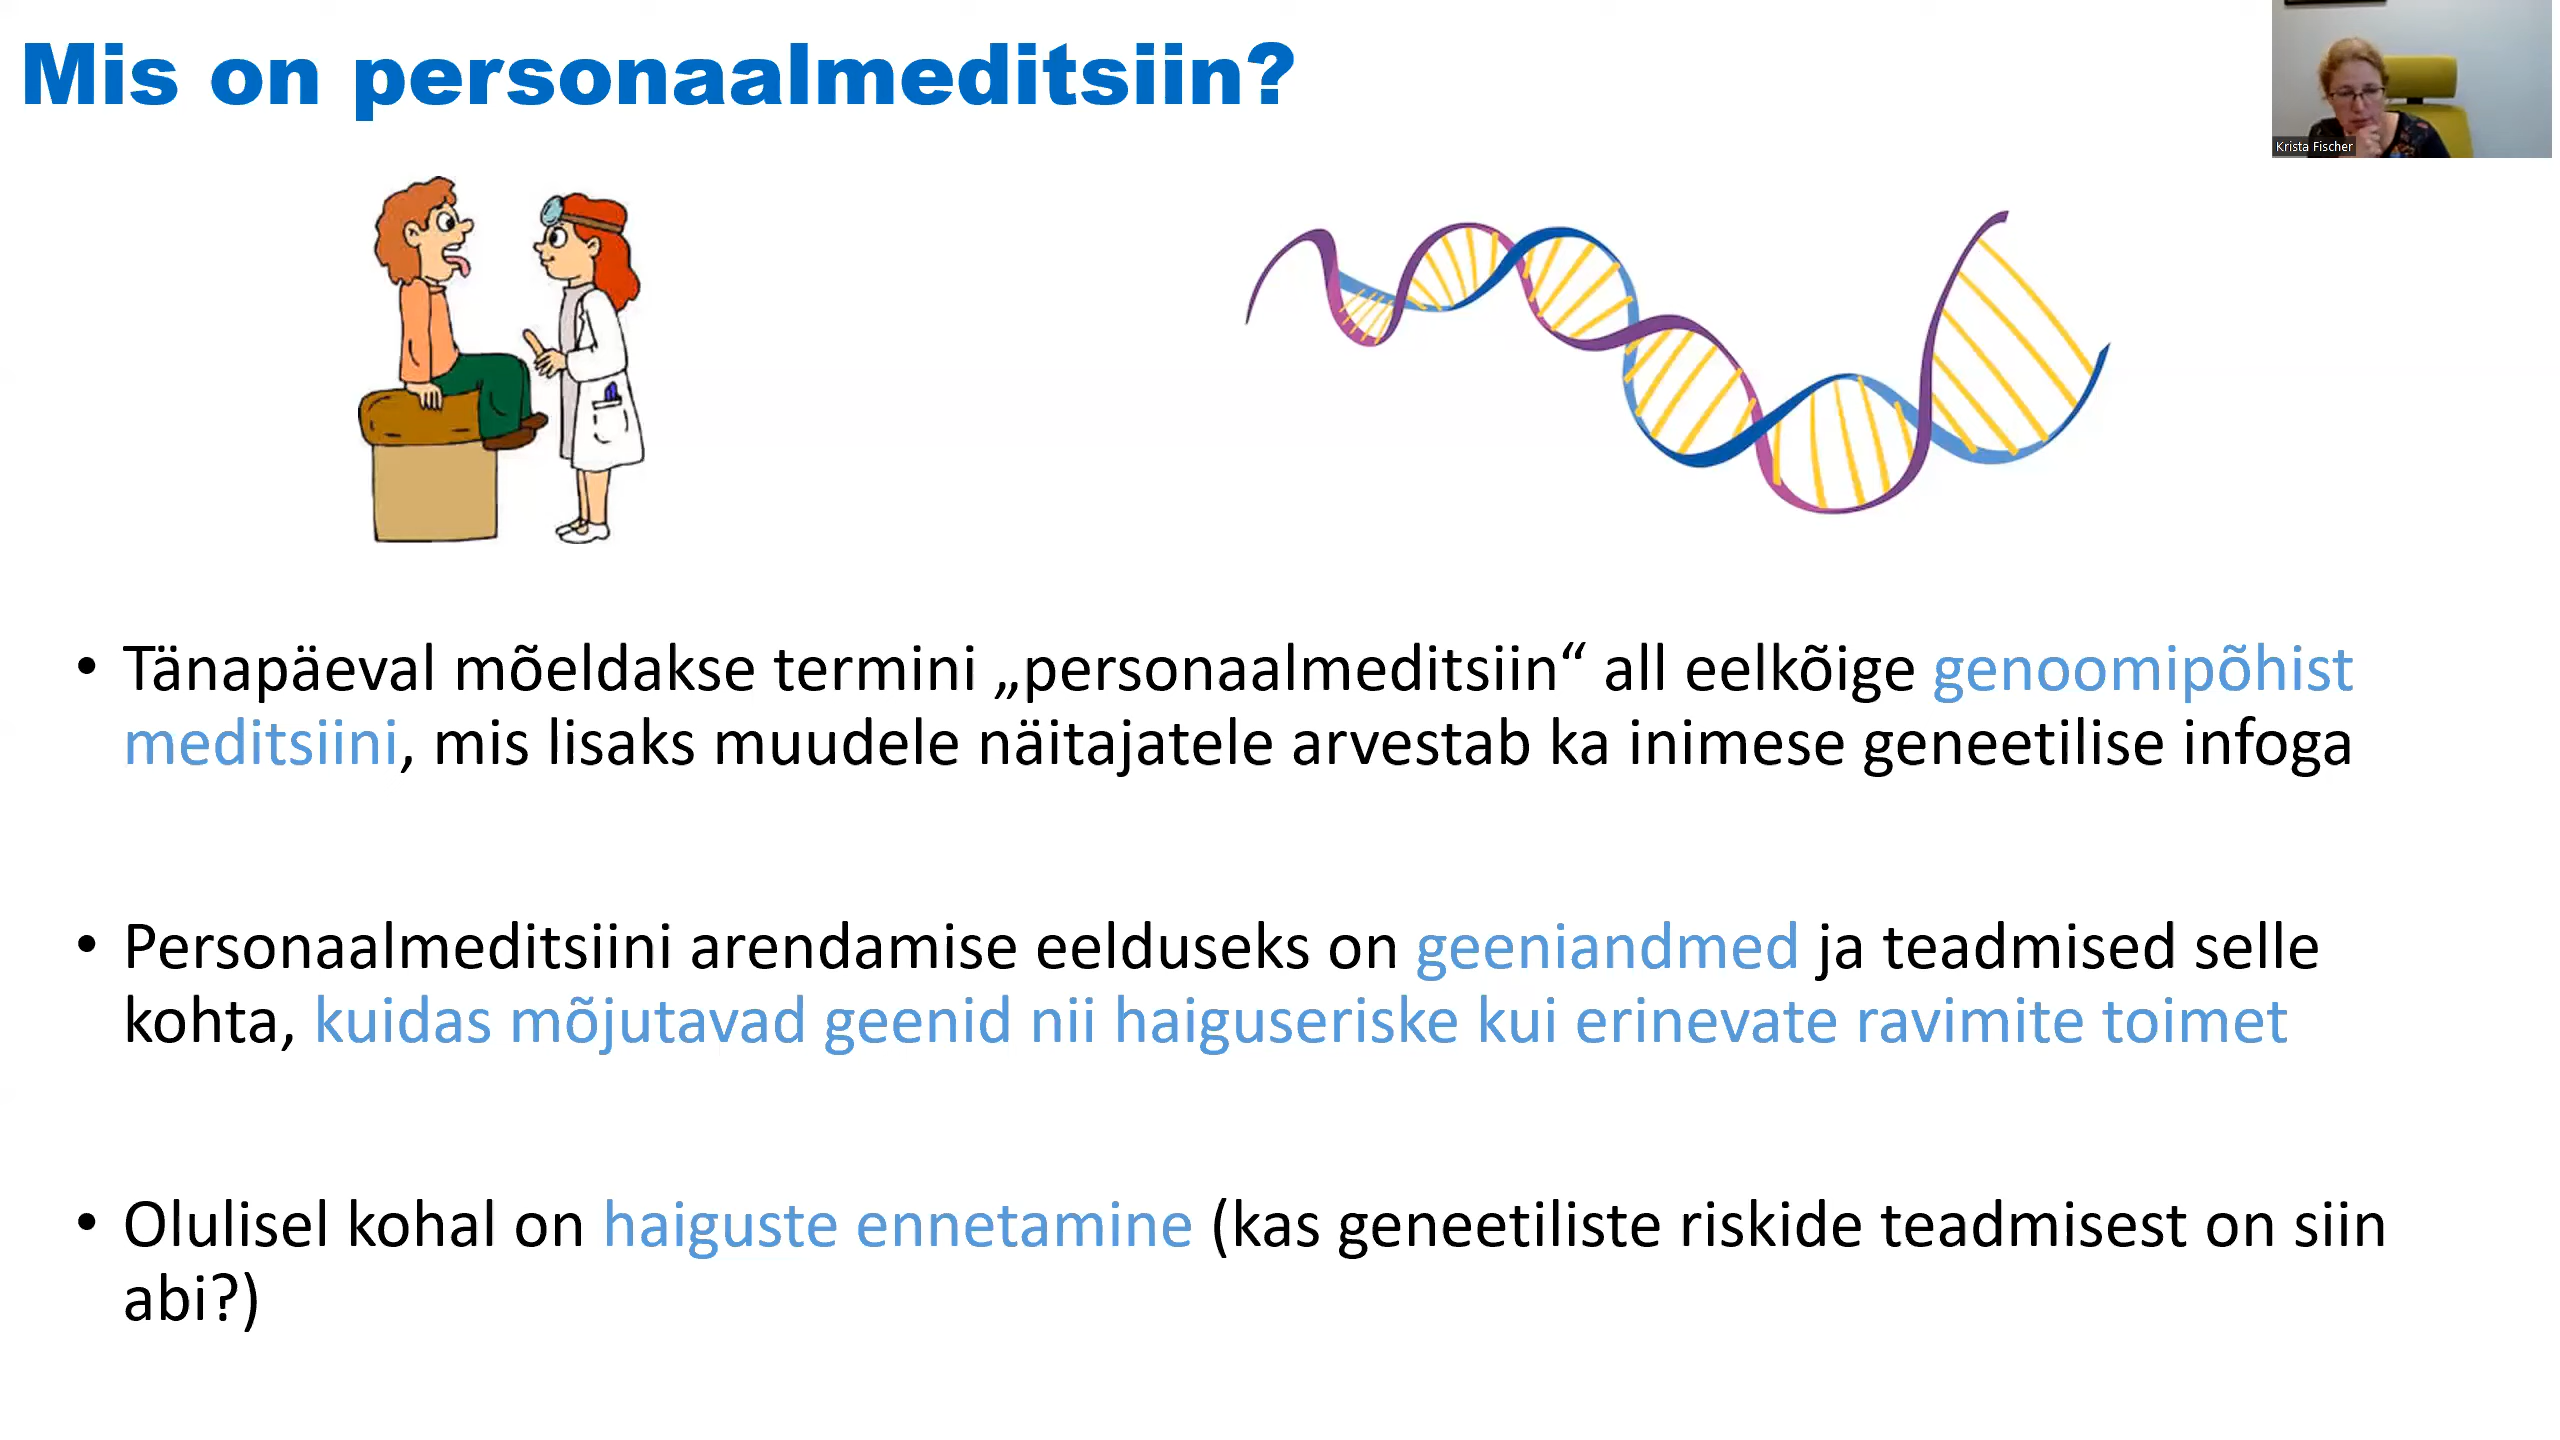 Mis on personaalmeditsiin?
Krista Fischer
• Tänapäeval mõeldakse termini „personaalmeditsiin“ all eelkõige genoomipõhist
meditsiini, mis lisaks muudele näitajatele arvestab ka inimese geneetilise infoga
• Personaalmeditsiini arendamise eelduseks on geeniandmed ja teadmised selle
kohta, kuidas mõjutavad geenid nii haiguseriske kui erinevate ravimite toimet
• Olulisel kohal on haiguste ennetamine (kas geneetiliste riskide teadmisest on siin
abi?)